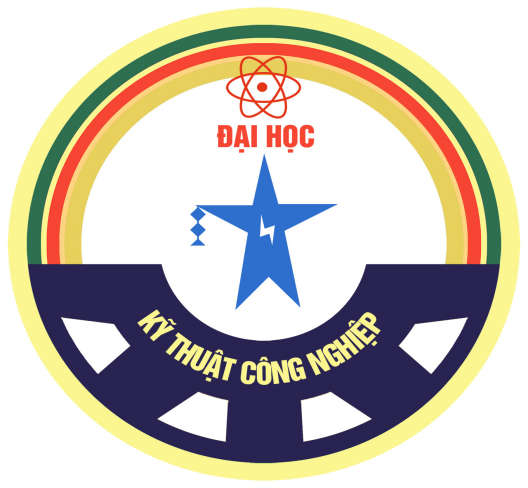 ĐẠI HỌC
KỸ THUẬT CÔNG NGHIỆP